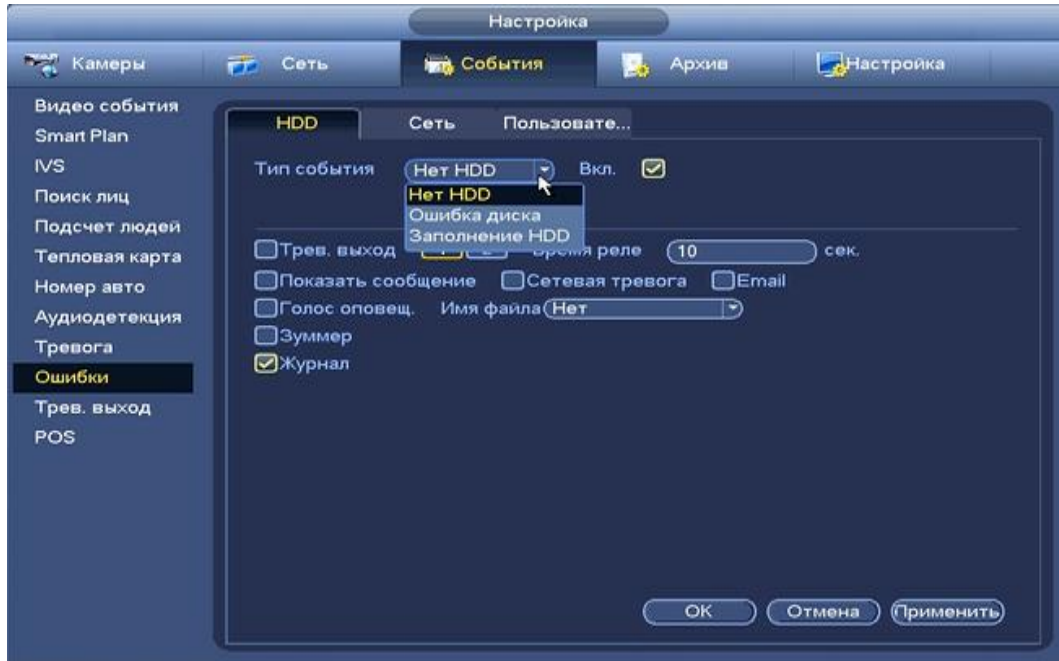 Настройка
Камеры Сеть События Архив Настройка
Видео события
Smart Plan
IVS
Поиск лиц
Подсчет людей
Тепловая карта
Номер авто
Аудиодетекция
Тревога
Ошибки
Трев. выход
POS
HDD Сеть Пользовате...
Тип события Нет HDD Вкл.
Нет HDD
Ошибка диска
Заполнение HDD
Трев. выход 1 2 Время реле 10 сек.
Показать сообщение Сетевая тревога Email
Голос оповещ. Имя файла Нет
Зуммер
Журнал
OK Отмена Применить